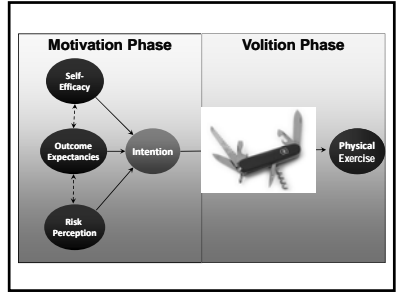 Motivation Phase
Volition Phase
Self-
Efficacy
Outcome
Expectancies
Intention
Physical
Exercise
Risk
Perception